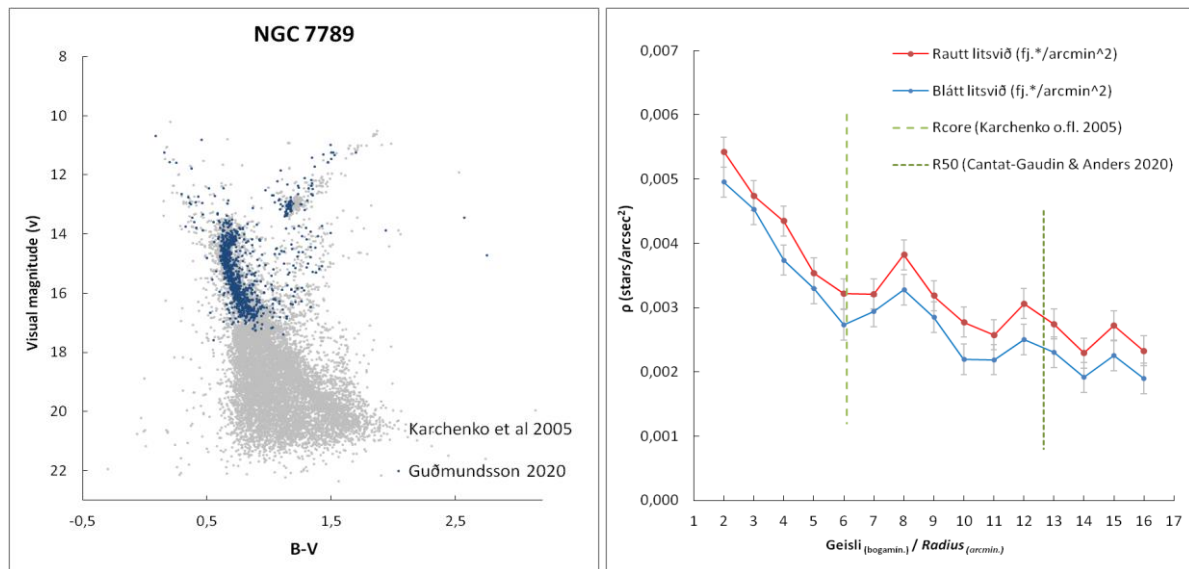 NGC 7789
8
10
12
14
16
18
20
22
Visual magnitude (v)
-0,5
0,5
1,5
2,5
B-V
Karchenko et al 2005
Guðmundsson 2020
0,007
0,006
0,005
0,004
0,003
0,002
0,001
0,000
ρ (stars/arcsec²)
Rautt litsvið (fj.*/arcmin^2)
Blátt litsvið (fj.*/arcmin^2)
Rcore (Karchenko o.fl. 2005)
R50 (Cantat-Gaudin & Anders 2020)
1 2 3 4 5 6 7 8 9 10 11 12 13 14 15 16 17
Geisli (bogamín.) / Radius (arcmin.)